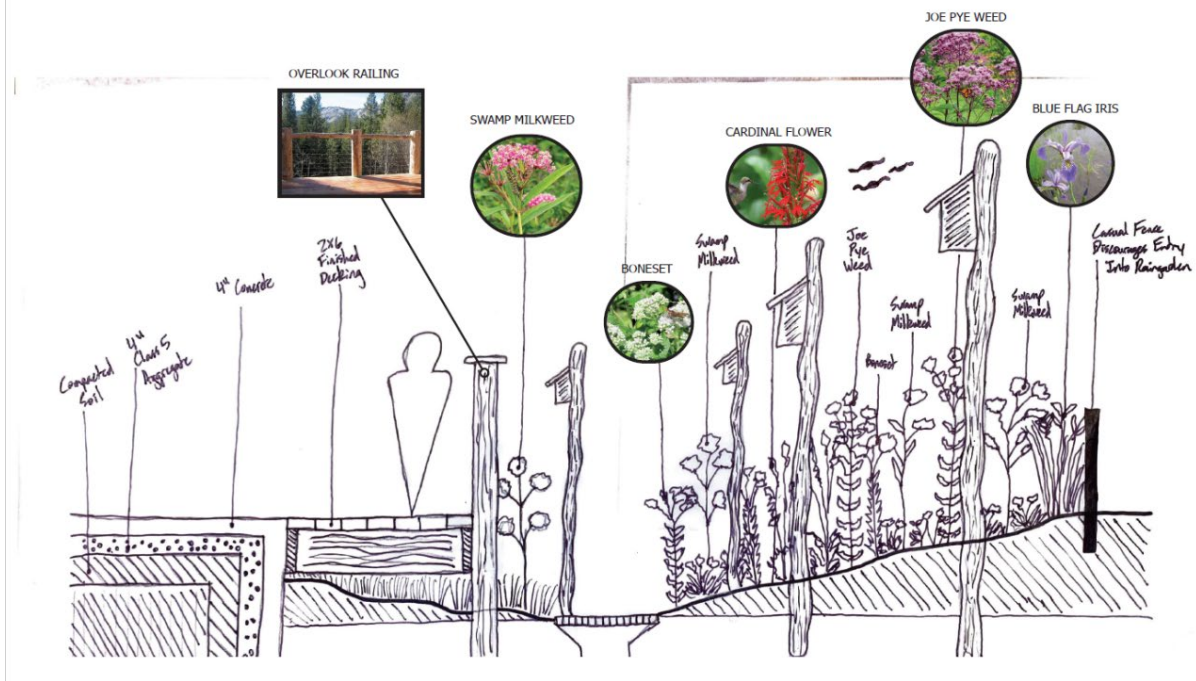 JOE PYE WEED
OVERLOOK RAILING
SWAMP MILKWEED
CARDINAL FLOWER
BLUE FLAG IRIS
BONESET
Compacted
Soil
4"
Class 5
Aggregate
4" Concrete
2x6
Finished
Decking
Swamp
Milkweed
Joe
Pye
Weed
Boneset
Swamp
Milkweed
Swamp
Milkweed
Casual Fence
Discourages Entry
Into Raingarden